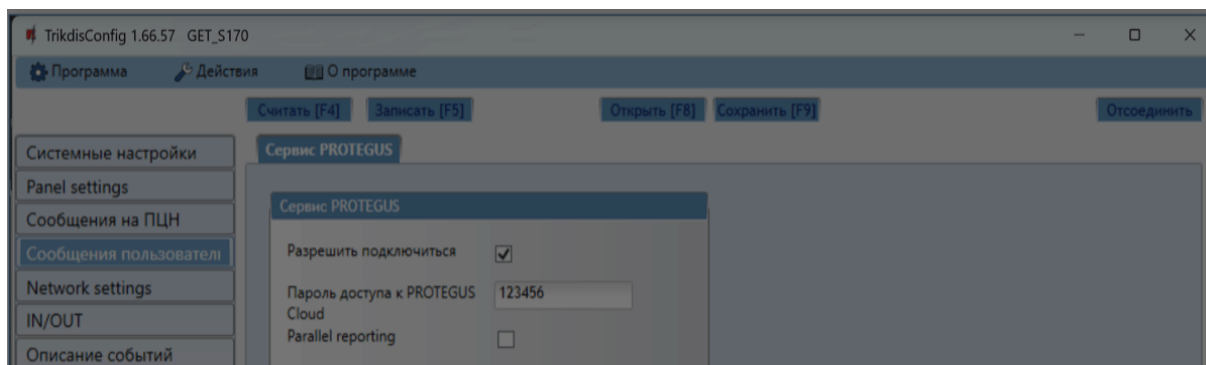 TrikdisConfig 1.66.57 GET_S170
Программа Действия О программе
Считать [F4] Записать [F5] Открыть [F8] Сохранить [F9] Отсоединить
Системные настройки
Panel settings
Сообщения на ПЦН
Сообщения пользовател
Network settings
IN/OUT
Описание событий
Сервис PROTEGUS
Сервис PROTEGUS
Разрешить подключиться
Пароль доступа к PROTEGUS Cloud 123456
Parallel reporting